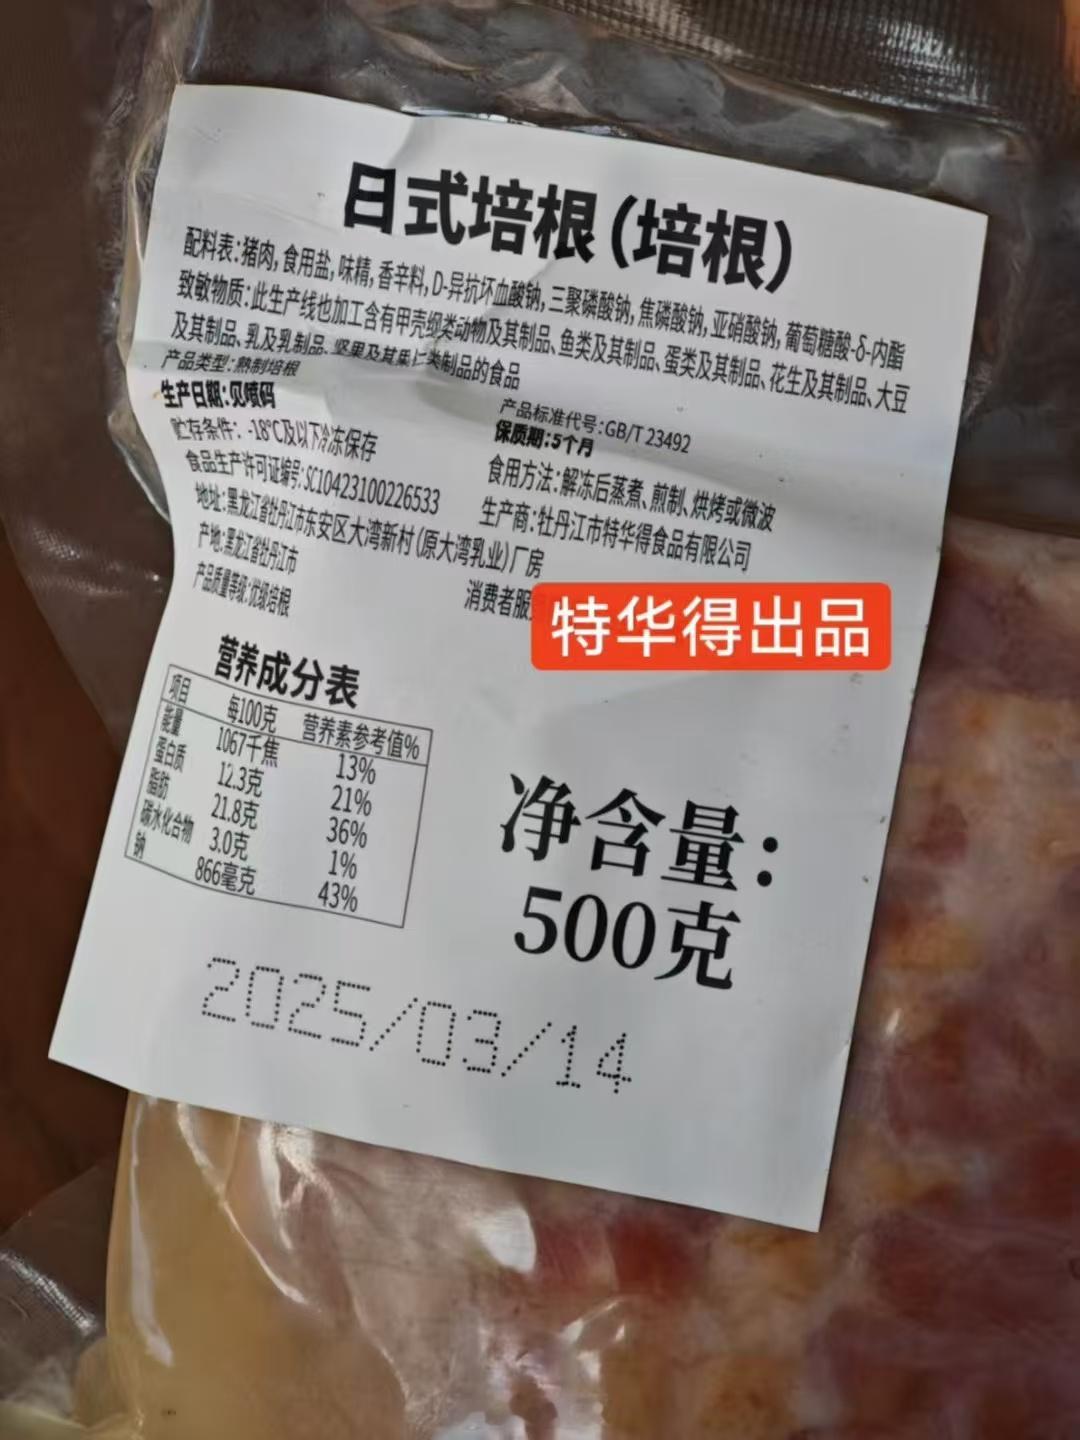 日式培根(培根)
配料表:猪肉,食用盐,味精,香辛料,D-异抗坏血酸钠,三聚磷酸钠,焦磷酸钠,亚硝酸钠,葡萄糖酸-δ-内酯
致敏物质:此生产线也加工含有甲壳纲类动物及其制品、鱼类及其制品、蛋类及其制品、花生及其制品、大豆
及其制品、乳及乳制品、坚果及其果仁类制品的食品
产品类型:熟制培根
产品标准代号:GB/T 23492
生产日期:见喷码
保质期:5个月
贮存条件: -18℃及以下冷冻保存
食用方法:解冻后蒸煮、煎制、烘烤或微波
食品生产许可证编号:SC10423100226533
生产商:牡丹江市特华得食品有限公司
地址:黑龙江省牡丹江市东安区大湾新村(原大湾乳业)厂房
产地:黑龙江省牡丹江市
产品质量等级:优级培根
消费者服
特华得出品
营养成分表
项目 每100克 营养素参考值%
能量 1067千焦 13%
蛋白质 12.3克 21%
脂肪 21.8克 36%
碳水化合物 3.0克 1%
钠 866毫克 43%
净含量:
500克
2025/03/14